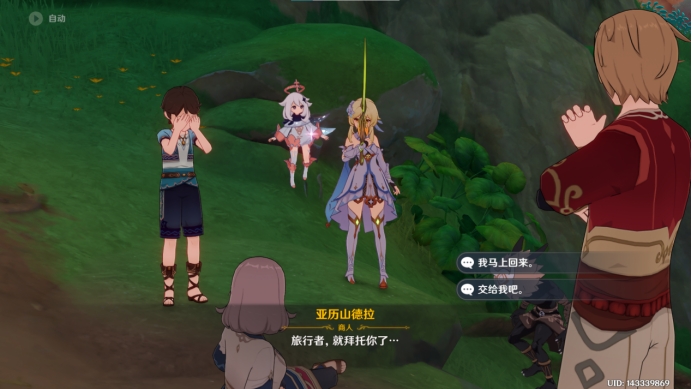 自动
我马上回来。
交给我吧。
亚历山德拉
商人
旅行者，就拜托你了…
UID: 143339869